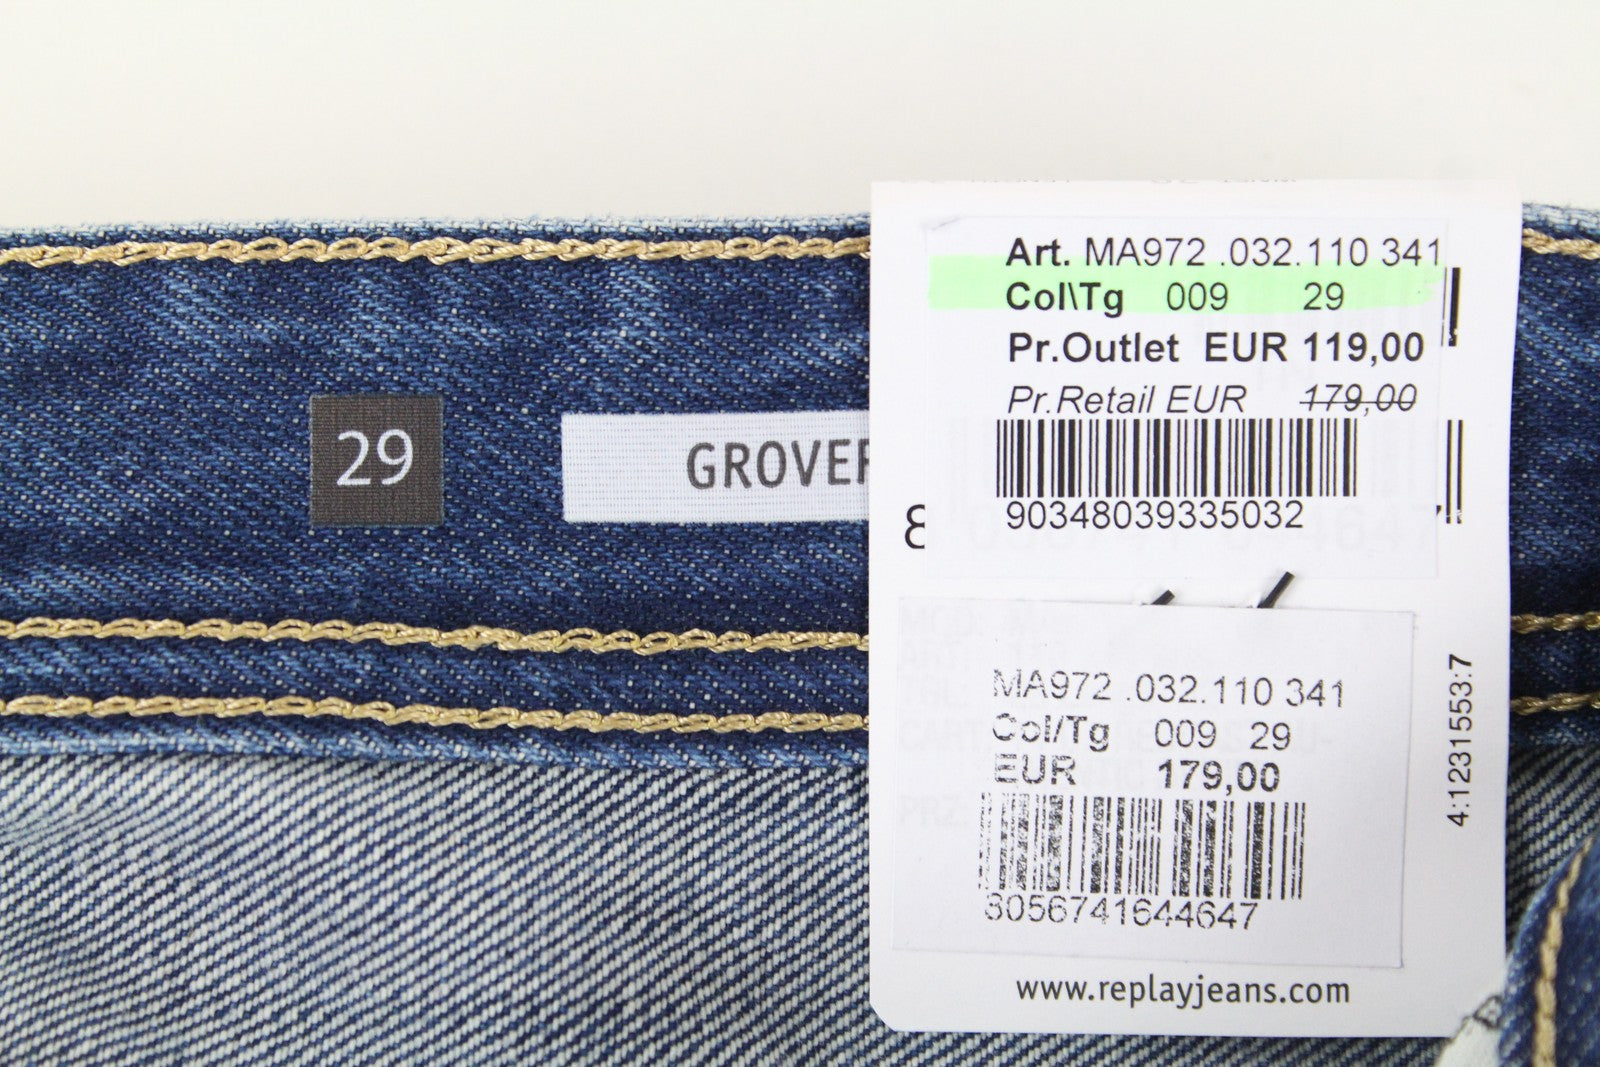 29
GROVER
Art. MA972 .032.110 341
Col\Tg 009 29
Pr.Outlet EUR 119,00
Pr.Retail EUR 179,00
90348039335032
8
MA972 .032.110 341
Col/Tg 009 29
EUR 179,00
8056741644647
4:1231553:7
www.replayjeans.com